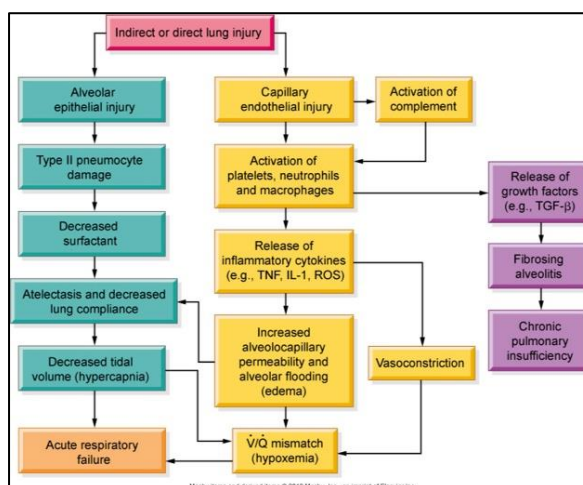 Indirect or direct lung injury
Alveolar
epithelial injury
Capillary
endothelial injury
Activation of
complement
Type II pneumocyte
damage
Activation of
platelets, neutrophils
and macrophages
Release of
growth factors
(e.g., TGF-β)
Decreased
surfactant
Release of
inflammatory cytokines
(e.g., TNF, IL-1, ROS)
Fibrosing
alveolitis
Atelectasis and decreased
lung compliance
Increased
alveolocapillary
permeability and
alveolar flooding
(edema)
Vasoconstriction
Chronic
pulmonary
insufficiency
Decreased tidal
volume (hypercapnia)
Acute respiratory
failure
V̇/Q̇ mismatch
(hypoxemia)